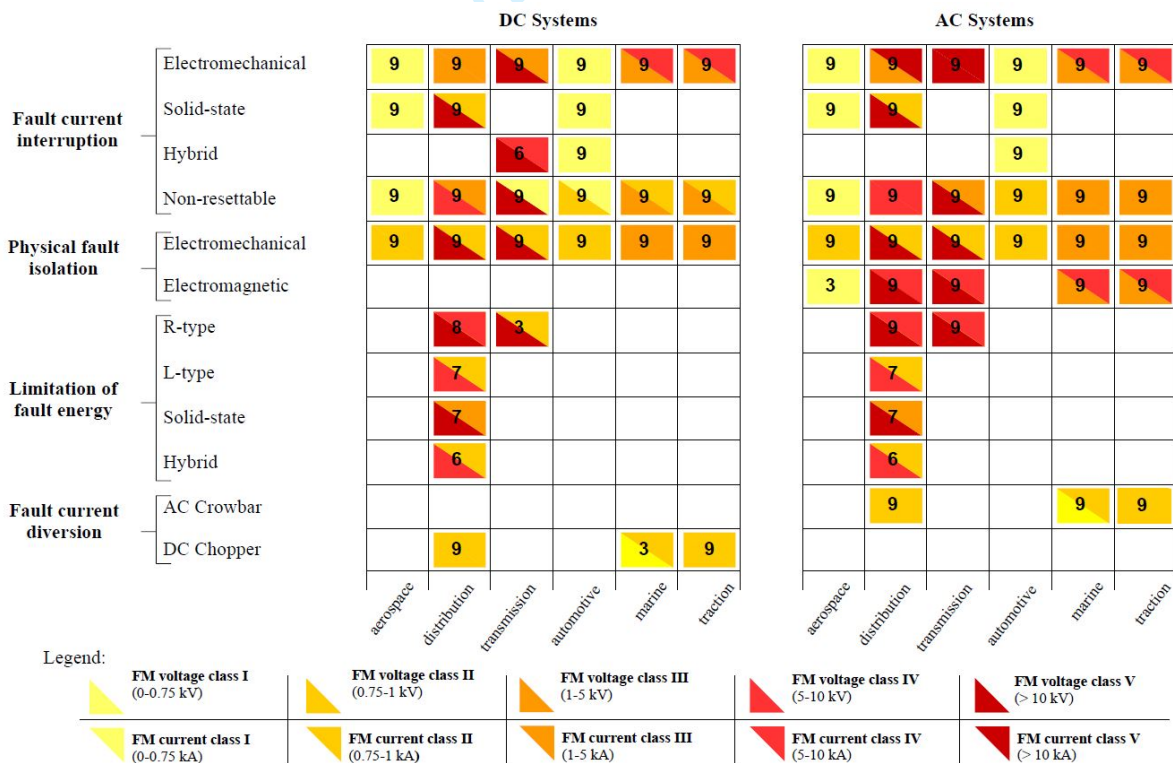 DC Systems
AC Systems
Fault current
interruption
Electromechanical 9 9 9 9 9 9 9 9 9 9 9 9
Solid-state 9 9 9 9 9 9
Hybrid 6 9 9
Non-resettable 9 9 9 9 9 9 9 9 9 9 9 9
Physical fault
isolation
Electromechanical 9 9 9 9 9 9 9 9 9 9 9 9
Electromagnetic 3 9 9 9 9
Limitation of
fault energy
R-type 8 3 9 9
L-type 7 7
Solid-state 7 7
Hybrid 6 6
Fault current
diversion
AC Crowbar 9 9 9
DC Chopper 9 3 9
aerospace distribution transmission automotive marine traction
aerospace distribution transmission automotive marine traction
Legend:
FM voltage class I
(0-0.75 kV)
FM voltage class II
(0.75-1 kV)
FM voltage class III
(1-5 kV)
FM voltage class IV
(5-10 kV)
FM voltage class V
(> 10 kV)
FM current class I
(0-0.75 kA)
FM current class II
(0.75-1 kA)
FM current class III
(1-5 kA)
FM current class IV
(5-10 kA)
FM current class V
(> 10 kA)